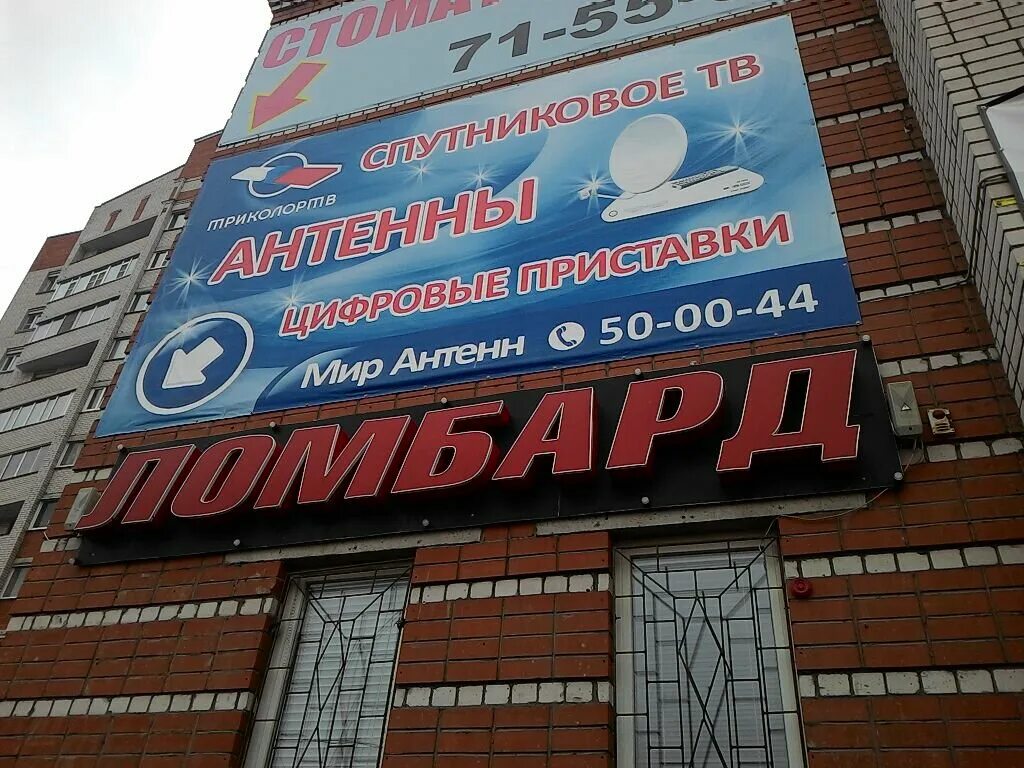 71-55-
СПУТНИКОВОЕ ТВ
ТРИКОЛОРТВ
АНТЕННЫ
ЦИФРОВЫЕ ПРИСТАВКИ
Мир Антенн 50-00-44
ЛОМБАРД